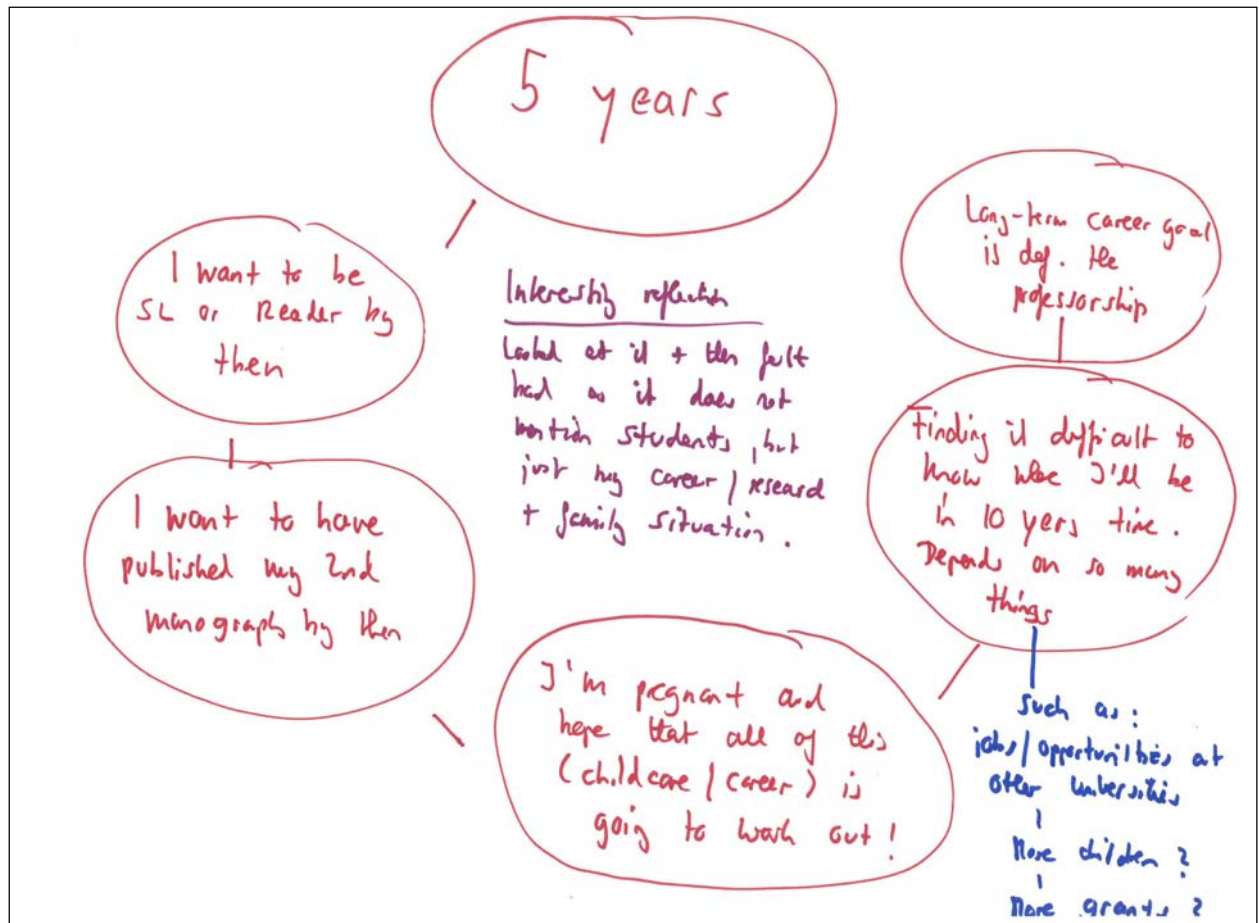 5 years
I want to be
SL or Reader by
then
I want to have
published my 2nd
monograph by then
I'm pregnant and
hope that all of this
(childcare / career) is
going to work out!
Finding it difficult to
know where I'll be
in 10 yers time.
Depends on so many
things
such as:
jobs/opportunities at
other universities
More children?
More grants?
Long-term career goal
is def. the
professorship
Interesting reflection
Looked at it + then felt
bad as it does not
mention students, but
just my career / research
+ family situation.